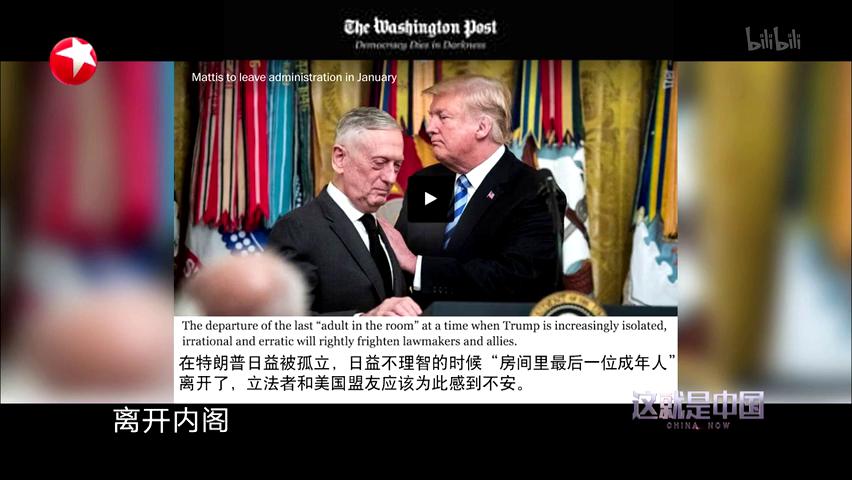 The Washington Post
Democracy Dies in Darkness
bilibili
Mattis to leave administration in January
The departure of the last “adult in the room” at a time when Trump is increasingly isolated,
irrational and erratic will rightly frighten lawmakers and allies.
在特朗普日益被孤立，日益不理智的时候“房间里最后一位成年人”
离开了，立法者和美国盟友应该为此感到不安。
离开内阁
这就是中国
CHINA NOW